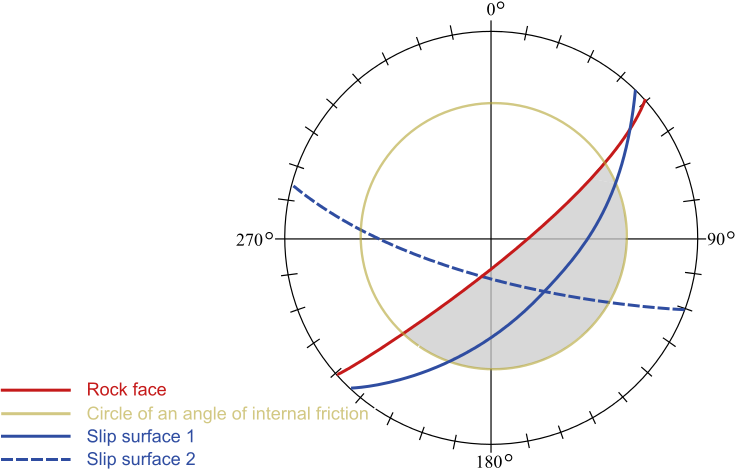 0°
270°
90°
Rock face
Circle of an angle of internal friction
Slip surface 1
Slip surface 2
180°